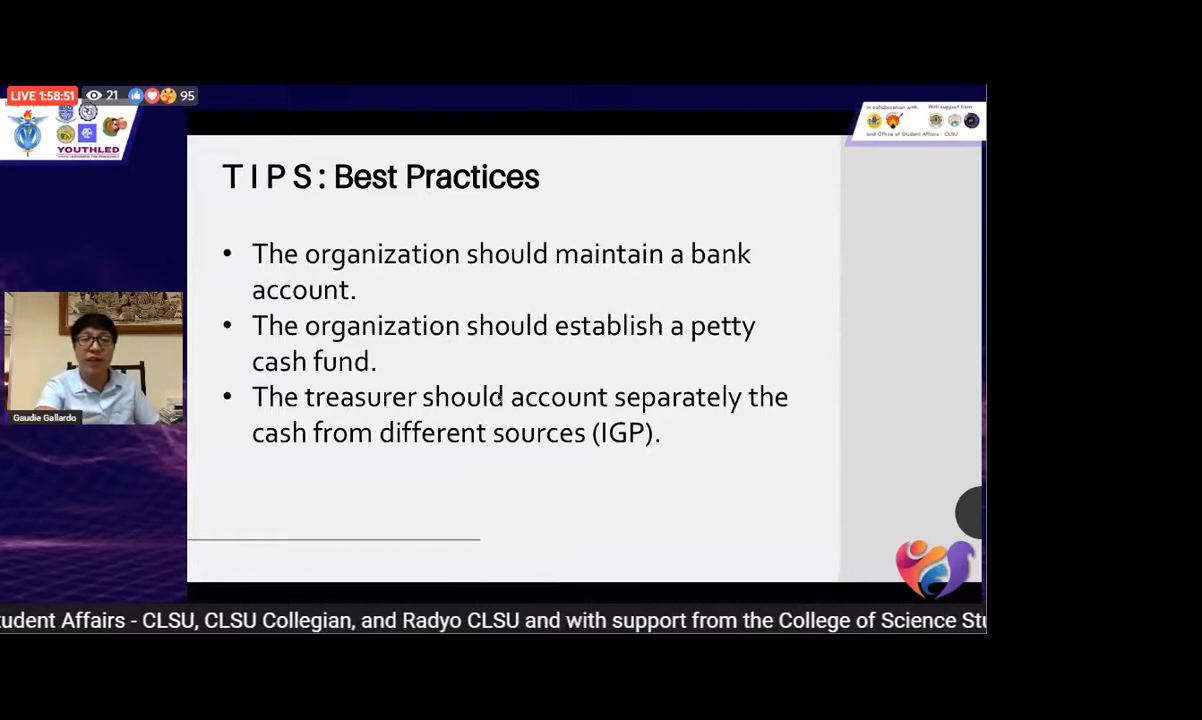 LIVE 1:58:51 21 95
YOUTHLED
In collaboration with:
With support from
and Office of Student Affairs - CLSU
T I P S : Best Practices
• The organization should maintain a bank
account.
• The organization should establish a petty
cash fund.
• The treasurer should account separately the
cash from different sources (IGP).
Gaudie Gallardo
tudent Affairs - CLSU, CLSU Collegian, and Radyo CLSU and with support from the College of Science Stu